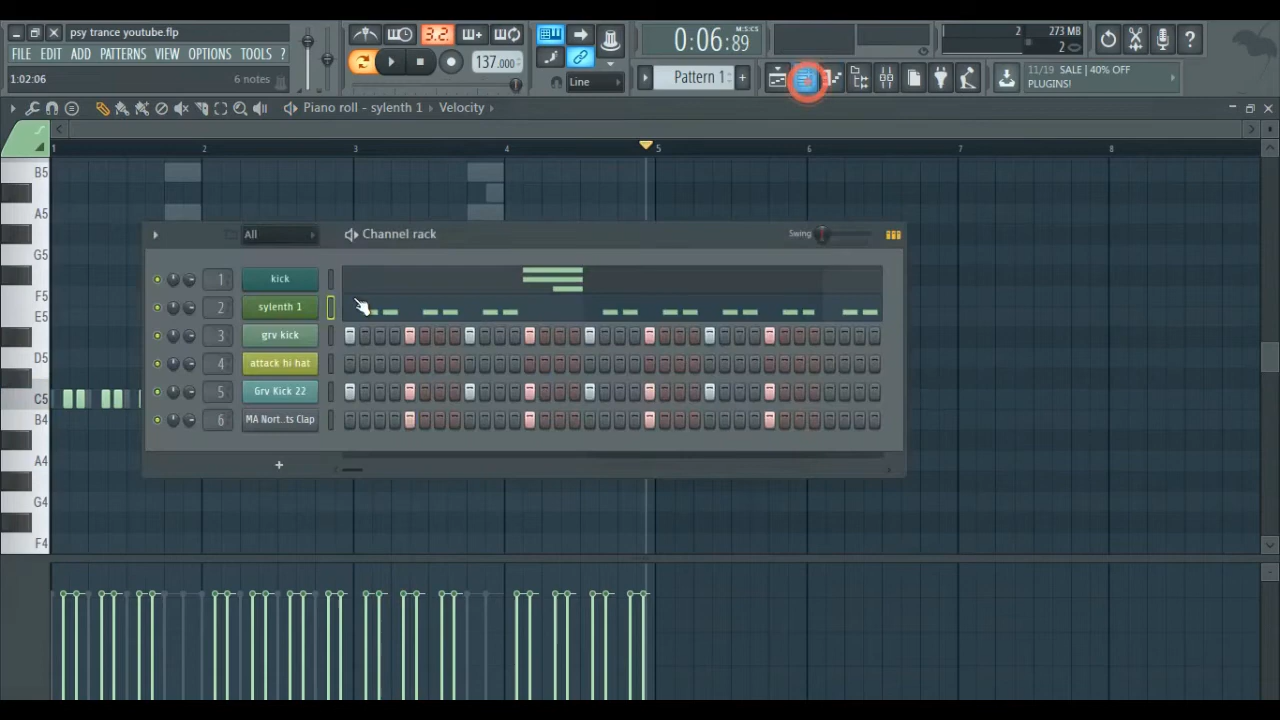 psy trance youtube.flp
FILE EDIT ADD PATTERNS VIEW OPTIONS TOOLS ?
1:02:06 6 notes
3.2
137.000
Line
0:06:89
M:S:CS
Pattern 1
2
273 MB
2
11/19 SALE | 40% OFF
PLUGINS!
Piano roll - sylenth 1 Velocity
1 2 3 4 5 6 7 8
B5
A5
G5
F5
E5
D5
C5
B4
A4
G4
F4
All Channel rack Swing
1 kick
2 sylenth 1
3 grv kick
4 attack hi hat
5 Grv Kick 22
6 MA Nort..ts Clap
+